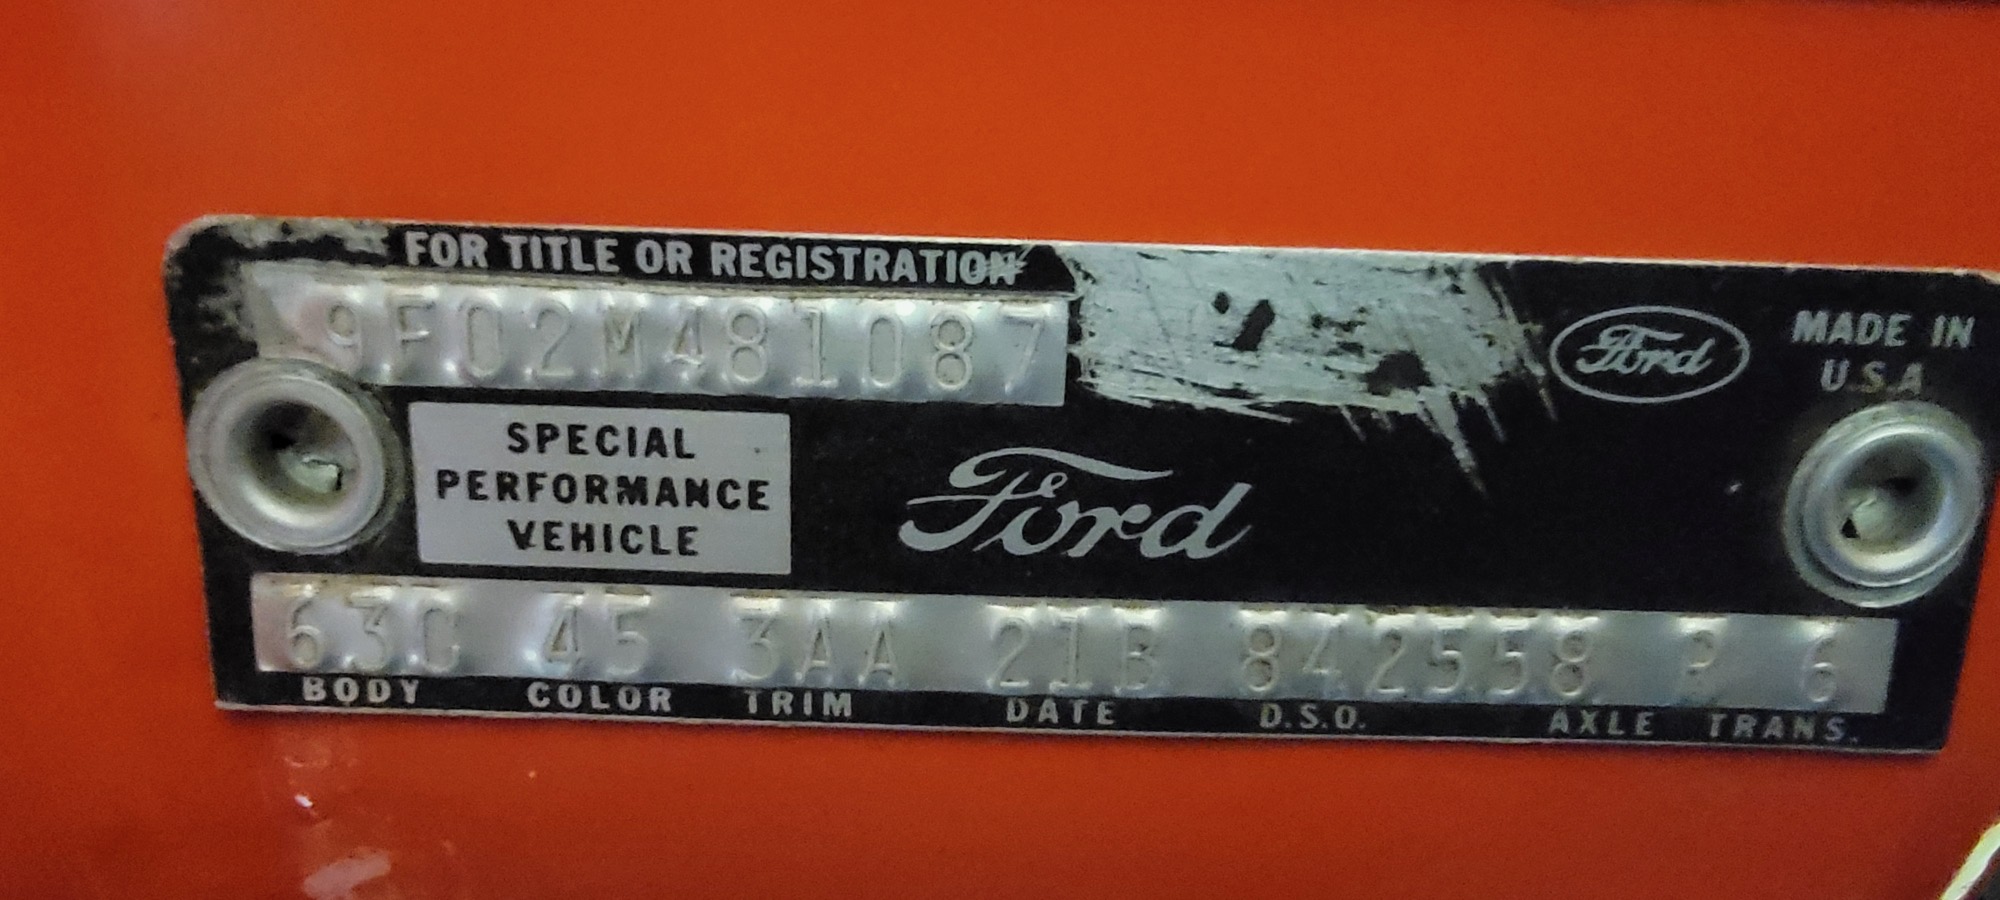 FOR TITLE OR REGISTRATION
9F02M481087
Ford
MADE IN
U.S.A.
SPECIAL
PERFORMANCE
VEHICLE
Ford
63C 45 3AA 21B 842558 P 6
BODY COLOR TRIM DATE D.S.O. AXLE TRANS.